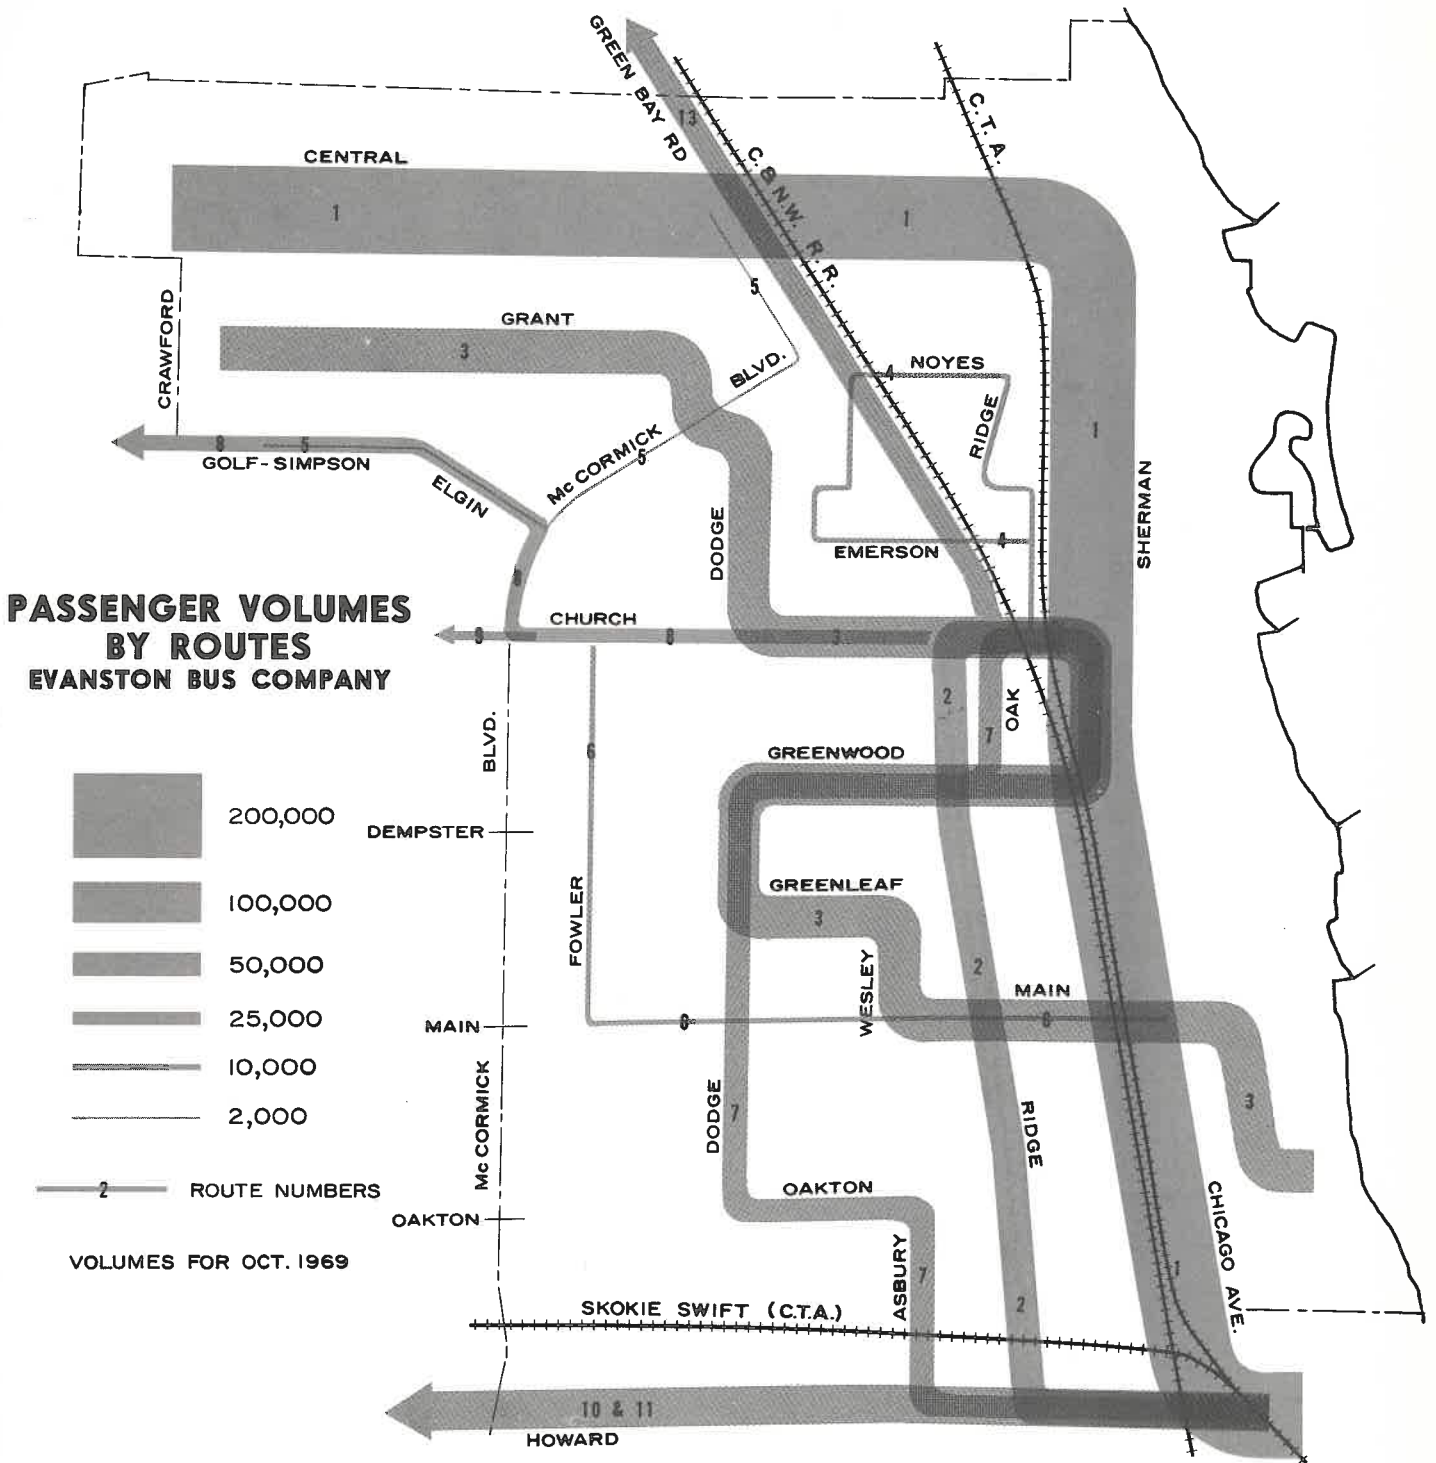 GREEN BAY RD
13
C. & N.W. R. R.
C. T. A.
CENTRAL
1
1
5
GRANT
3
CRAWFORD
BLVD.
4
NOYES
RIDGE
1
8
5
GOLF-SIMPSON
ELGIN
Mc CORMICK
5
DODGE
SHERMAN
EMERSON
4
8
PASSENGER VOLUMES
BY ROUTES
EVANSTON BUS COMPANY
CHURCH
8
3
2
OAK
7
BLVD.
6
GREENWOOD
200,000
DEMPSTER
100,000
GREENLEAF
3
FOWLER
WESLEY
50,000
2
MAIN
25,000
MAIN
6
10,000
Mc CORMICK
DODGE
7
RIDGE
3
2,000
2
ROUTE NUMBERS
OAKTON
OAKTON
CHICAGO AVE.
VOLUMES FOR OCT. 1969
ASBURY
7
1
SKOKIE SWIFT (C.T.A.)
2
10 & 11
HOWARD